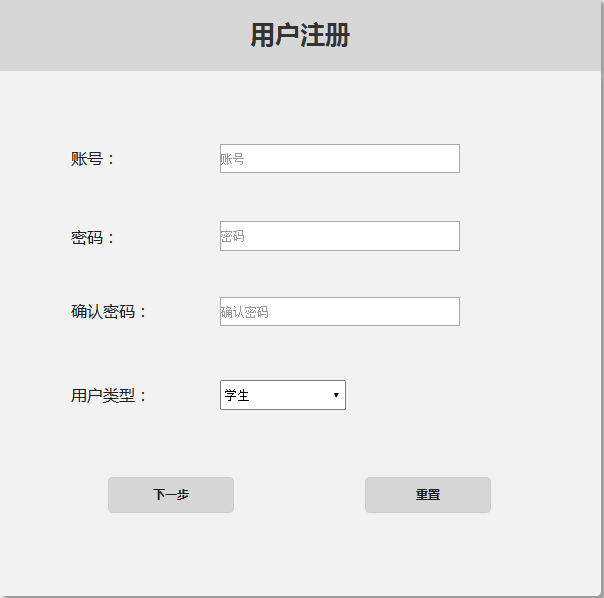 用户注册
账号： 账号
密码： 密码
确认密码： 确认密码
用户类型： 学生
下一步 重置